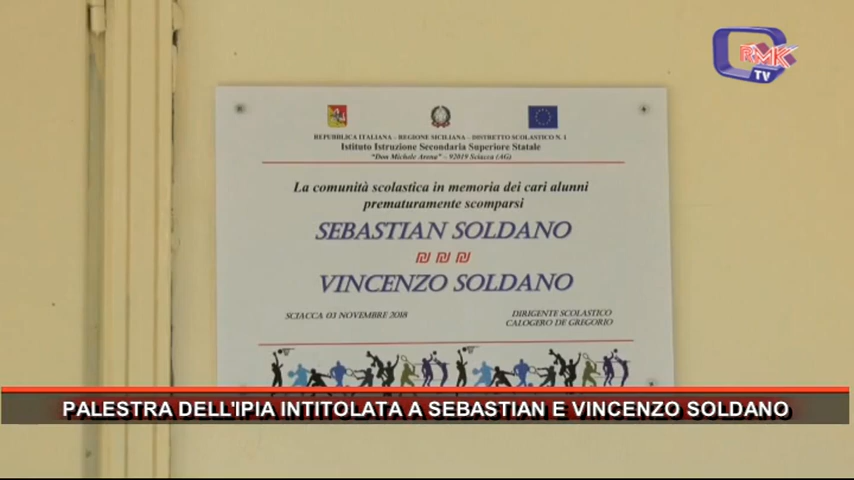 RMK
TV
REPUBBLICA ITALIANA – REGIONE SICILIANA – DISTRETTO SCOLASTICO N. 1
Istituto Istruzione Secondaria Superiore Statale
"Don Michele Arena" – 92019 Sciacca (AG)
La comunità scolastica in memoria dei cari alunni
prematuramente scomparsi
SEBASTIAN SOLDANO
₪ ₪ ₪
VINCENZO SOLDANO
SCIACCA 03 NOVEMBRE 2018
DIRIGENTE SCOLASTICO
CALOGERO DE GREGORIO
PALESTRA DELL'IPIA INTITOLATA A SEBASTIAN E VINCENZO SOLDANO